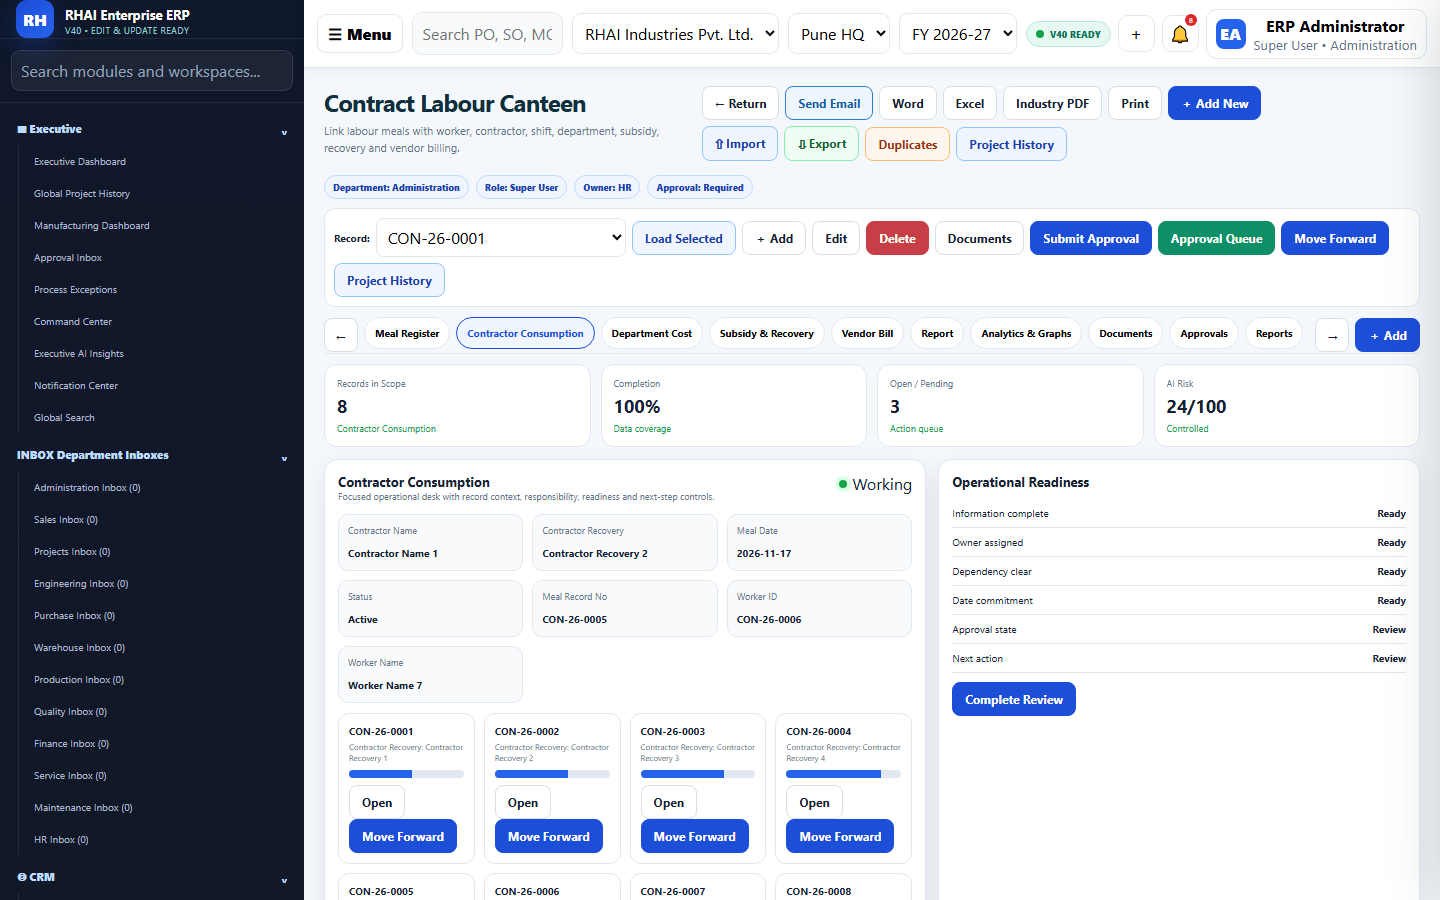 RH
RHAI Enterprise ERP
V40 • EDIT & UPDATE READY
Search modules and workspaces...
Executive
Executive Dashboard
Global Project History
Manufacturing Dashboard
Approval Inbox
Process Exceptions
Command Center
Executive AI Insights
Notification Center
Global Search
INBOX Department Inboxes
Administration Inbox (0)
Sales Inbox (0)
Projects Inbox (0)
Engineering Inbox (0)
Purchase Inbox (0)
Warehouse Inbox (0)
Production Inbox (0)
Quality Inbox (0)
Finance Inbox (0)
Service Inbox (0)
Maintenance Inbox (0)
HR Inbox (0)
CRM
☰ Menu
Search PO, SO, MO
RHAI Industries Pvt. Ltd.
Pune HQ
FY 2026-27
V40 READY
+
8
EA
ERP Administrator
Super User • Administration
Contract Labour Canteen
Link labour meals with worker, contractor, shift, department, subsidy,
recovery and vendor billing.
← Return
Send Email
Word
Excel
Industry PDF
Print
+ Add New
⇧ Import
⇩ Export
Duplicates
Project History
Department: Administration
Role: Super User
Owner: HR
Approval: Required
Record:
CON-26-0001
Load Selected
+ Add
Edit
Delete
Documents
Submit Approval
Approval Queue
Move Forward
Project History
←
Meal Register
Contractor Consumption
Department Cost
Subsidy & Recovery
Vendor Bill
Report
Analytics & Graphs
Documents
Approvals
Reports
→
+ Add
Records in Scope
8
Contractor Consumption
Completion
100%
Data coverage
Open / Pending
3
Action queue
AI Risk
24/100
Controlled
Contractor Consumption
Focused operational desk with record context, responsibility, readiness and next-step controls.
Working
Contractor Name
Contractor Name 1
Contractor Recovery
Contractor Recovery 2
Meal Date
2026-11-17
Status
Active
Meal Record No
CON-26-0005
Worker ID
CON-26-0006
Worker Name
Worker Name 7
CON-26-0001
Contractor Recovery: Contractor
Recovery 1
Open
Move Forward
CON-26-0002
Contractor Recovery: Contractor
Recovery 2
Open
Move Forward
CON-26-0003
Contractor Recovery: Contractor
Recovery 3
Open
Move Forward
CON-26-0004
Contractor Recovery: Contractor
Recovery 4
Open
Move Forward
CON-26-0005
CON-26-0006
CON-26-0007
CON-26-0008
Operational Readiness
Information complete Ready
Owner assigned Ready
Dependency clear Ready
Date commitment Ready
Approval state Review
Next action Review
Complete Review